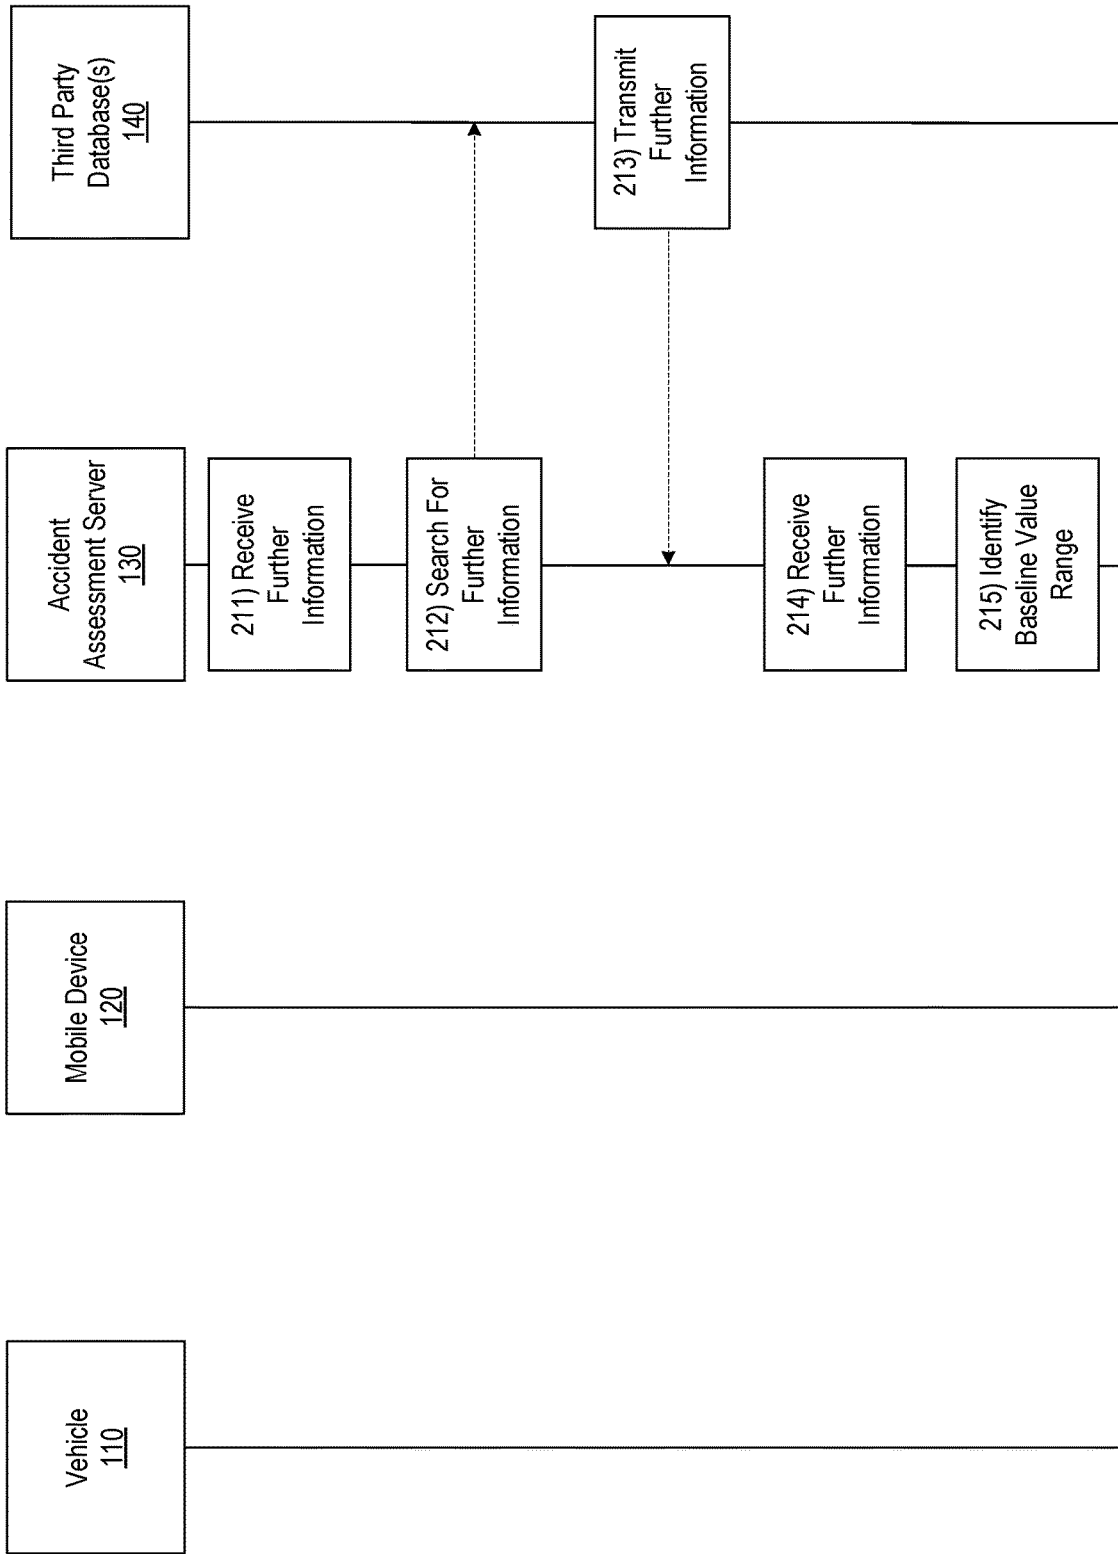 Vehicle
110
Mobile Device
120
Accident
Assessment Server
130
Third Party
Database(s)
140
211) Receive
Further
Information
212) Search For
Further
Information
213) Transmit
Further
Information
214) Receive
Further
Information
215) Identify
Baseline Value
Range